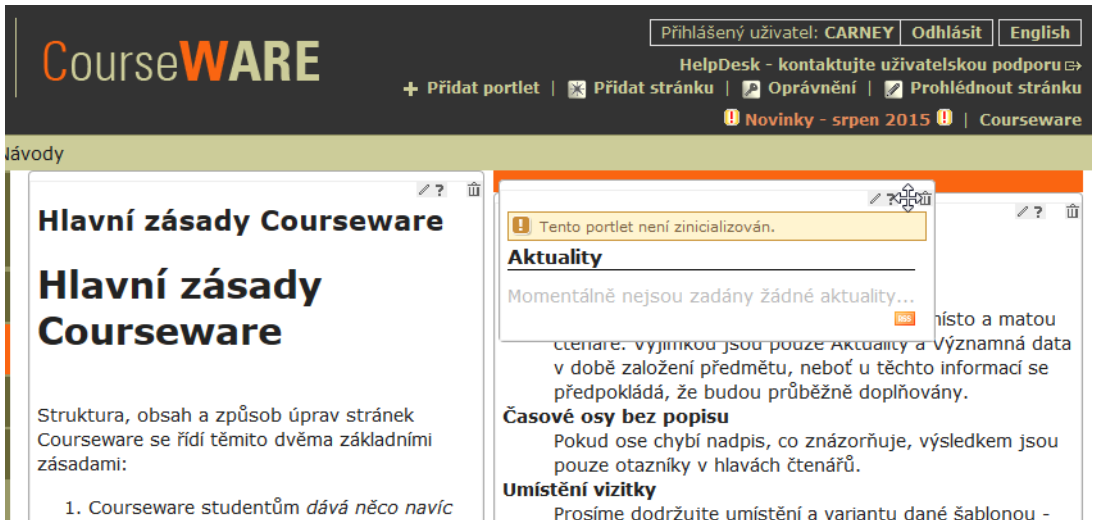 CourseWARE
Přihlášený uživatel: CARNEY
Odhlásit
English
HelpDesk - kontaktujte uživatelskou podporu
+ Přidat portlet | Přidat stránku | Oprávnění | Prohlédnout stránku
Novinky - srpen 2015 | Courseware
Návody
Hlavní zásady Courseware
Hlavní zásady
Courseware
Struktura, obsah a způsob úprav stránek
Courseware se řídí těmito dvěma základními
zásadami:
1. Courseware studentům dává něco navíc
Tento portlet není zinicializován.
Aktuality
Momentálně nejsou zadány žádné aktuality...
RSS
místo a matou
čtenáře. Výjimkou jsou pouze Aktuality a Významná data
v době založení předmětu, neboť u těchto informací se
předpokládá, že budou průběžně doplňovány.
Časové osy bez popisu
Pokud ose chybí nadpis, co znázorňuje, výsledkem jsou
pouze otazníky v hlavách čtenářů.
Umístění vizitky
Prosíme dodržujte umístění a variantu dané šablonou -